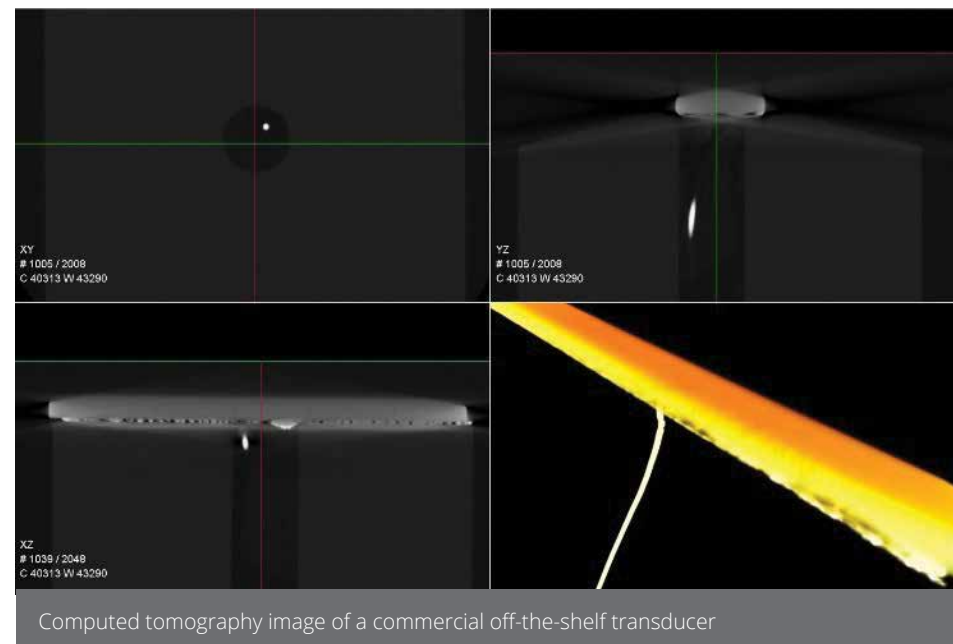 XY
# 1005 / 2008
C 40313 W 43290
YZ
# 1005 / 2008
C 40313 W 43290
XZ
# 1039 / 2048
C 40313 W 43290
Computed tomography image of a commercial off-the-shelf transducer